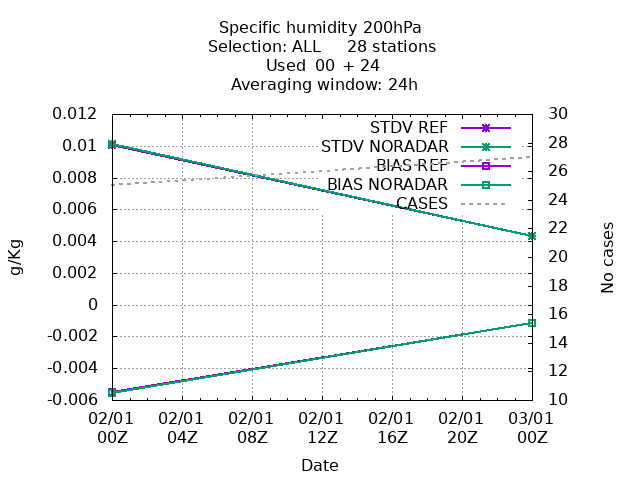 Specific humidity 200hPa
Selection: ALL 28 stations
Used 00 + 24
Averaging window: 24h
0.012
0.01
0.008
0.006
0.004
0.002
0
-0.002
-0.004
-0.006
g/Kg
STDV REF
STDV NORADAR
BIAS REF
BIAS NORADAR
CASES
30
28
26
24
22
20
18
16
14
12
10
No cases
02/01 02/01 02/01 02/01 02/01 02/01 03/01
00Z 04Z 08Z 12Z 16Z 20Z 00Z
Date